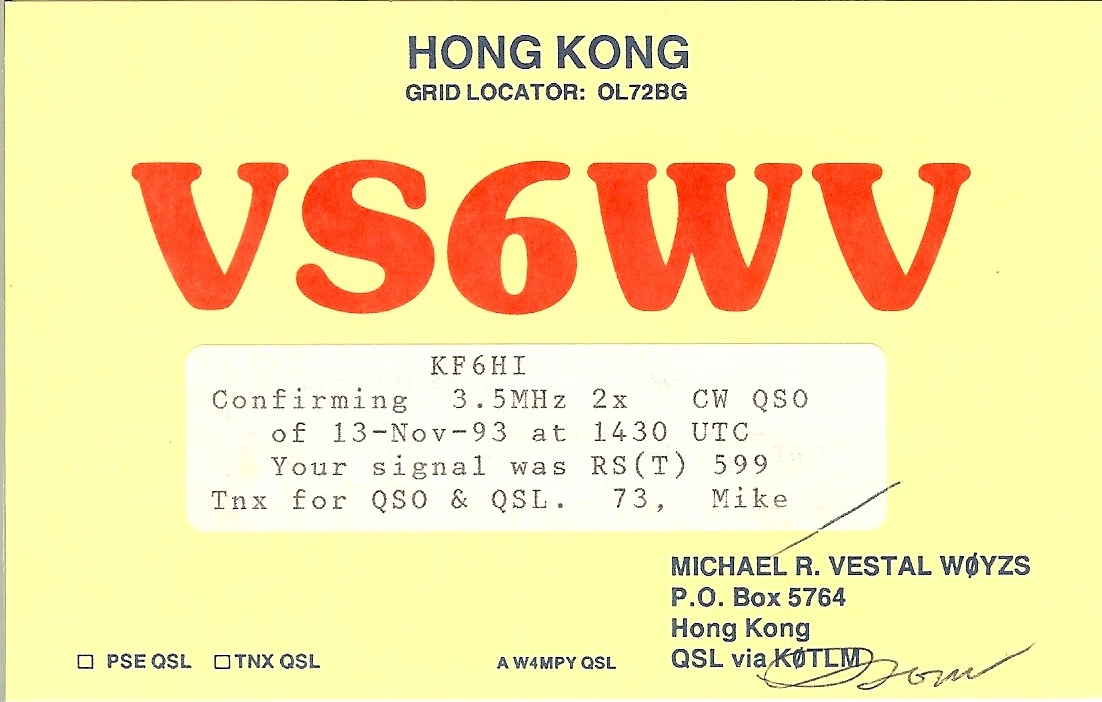 HONG KONG
GRID LOCATOR: OL72BG
VS6WV
KF6HI
Confirming 3.5MHz 2x CW QSO
of 13-Nov-93 at 1430 UTC
Your signal was RS(T) 599
Tnx for QSO & QSL. 73, Mike
MICHAEL R. VESTAL WØYZS
P.O. Box 5764
Hong Kong
QSL via KØTLM
☐ PSE QSL ☐ TNX QSL
A W4MPY QSL